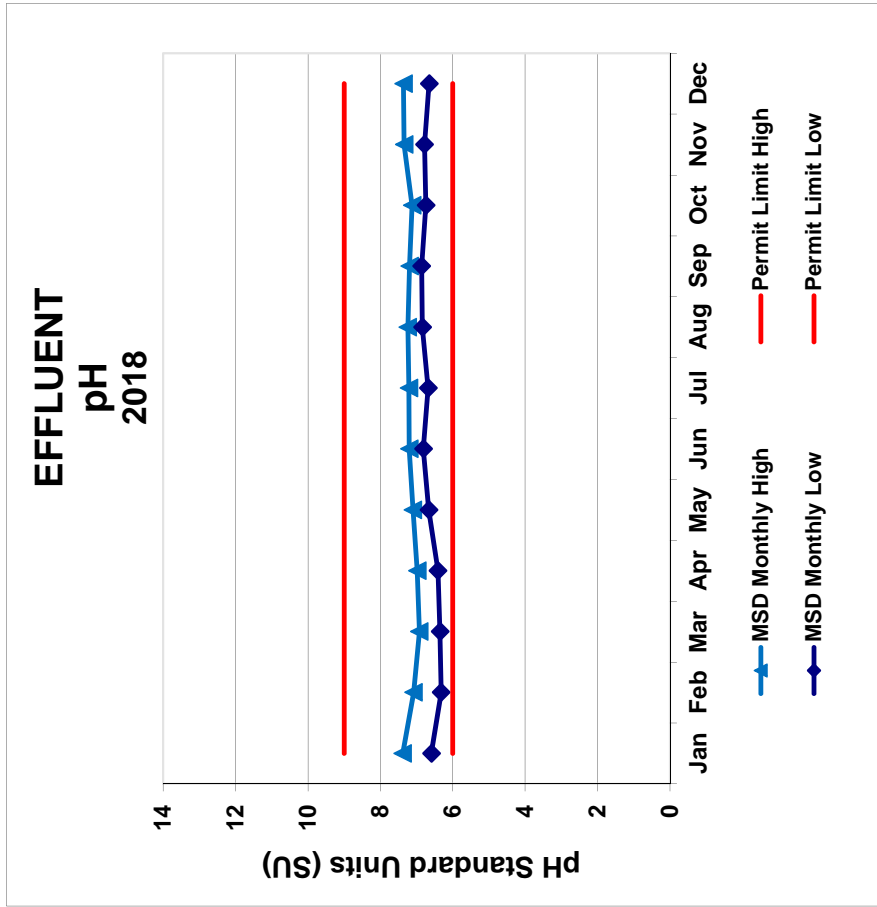 EFFLUENT
pH
2018
pH Standard Units (SU)
14
12
10
8
6
4
2
0
Jan Feb Mar Apr May Jun Jul Aug Sep Oct Nov Dec
MSD Monthly High Permit Limit High
MSD Monthly Low Permit Limit Low